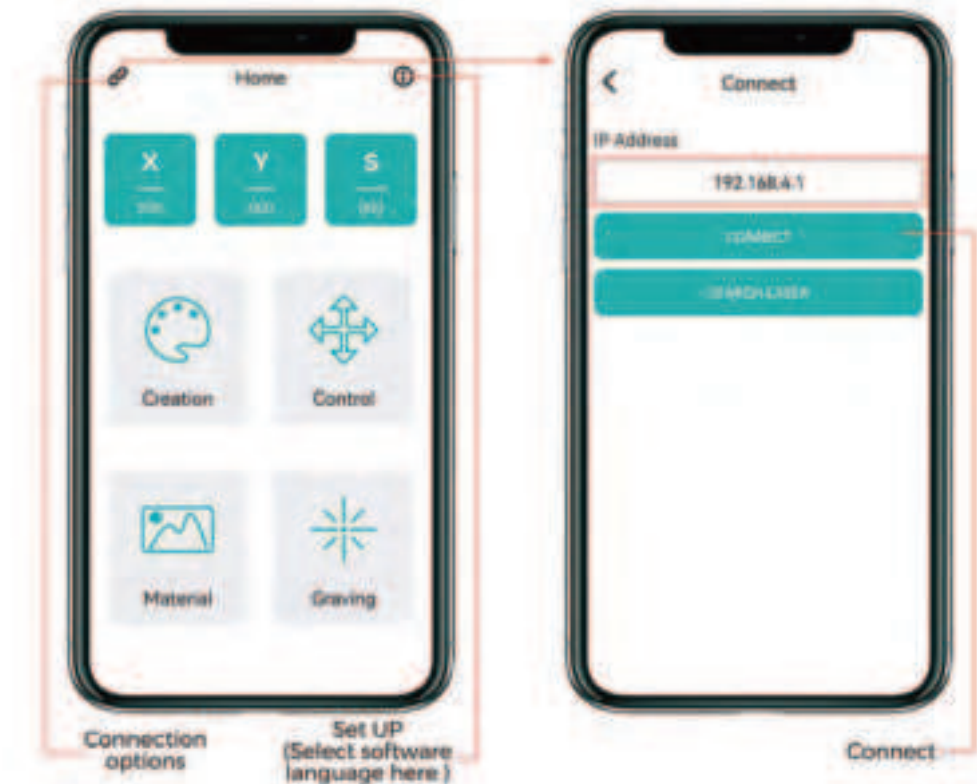 Home
X Y S
Creation Control
Material Graving
Connection
options
Set UP
(Select software
language here )
Connect
IP Address
192.168.4.1
CONNECT
Connect